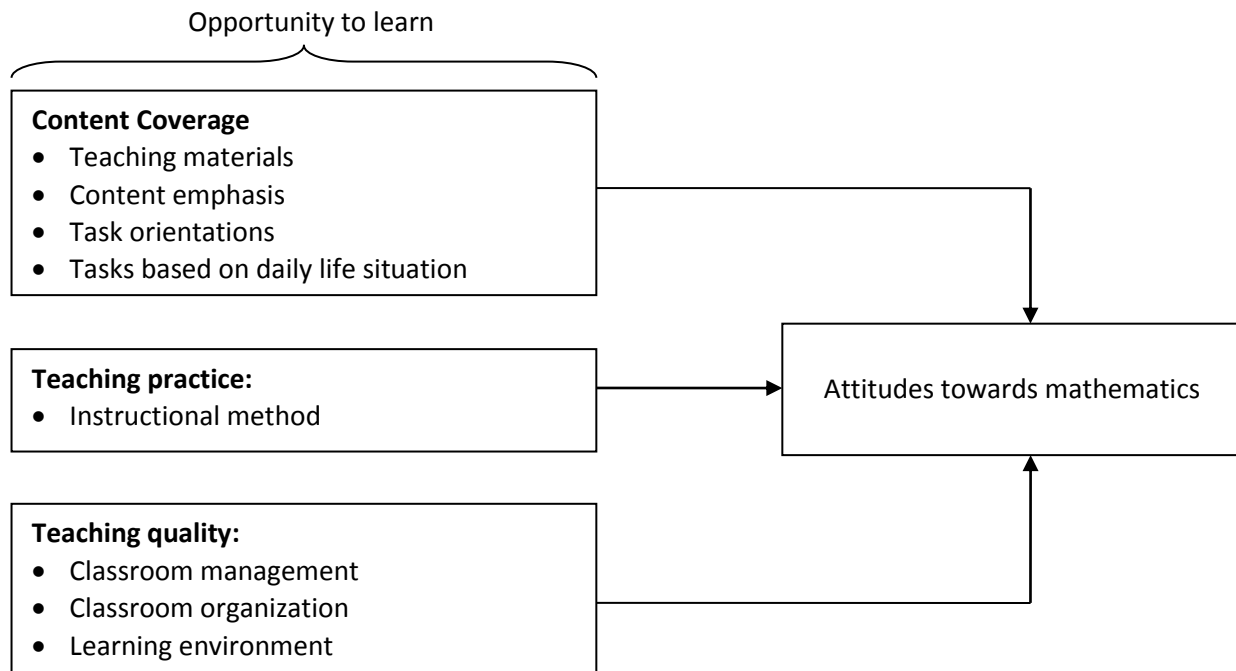 Opportunity to learn
Content Coverage
• Teaching materials
• Content emphasis
• Task orientations
• Tasks based on daily life situation
Teaching practice:
• Instructional method
Attitudes towards mathematics
Teaching quality:
• Classroom management
• Classroom organization
• Learning environment